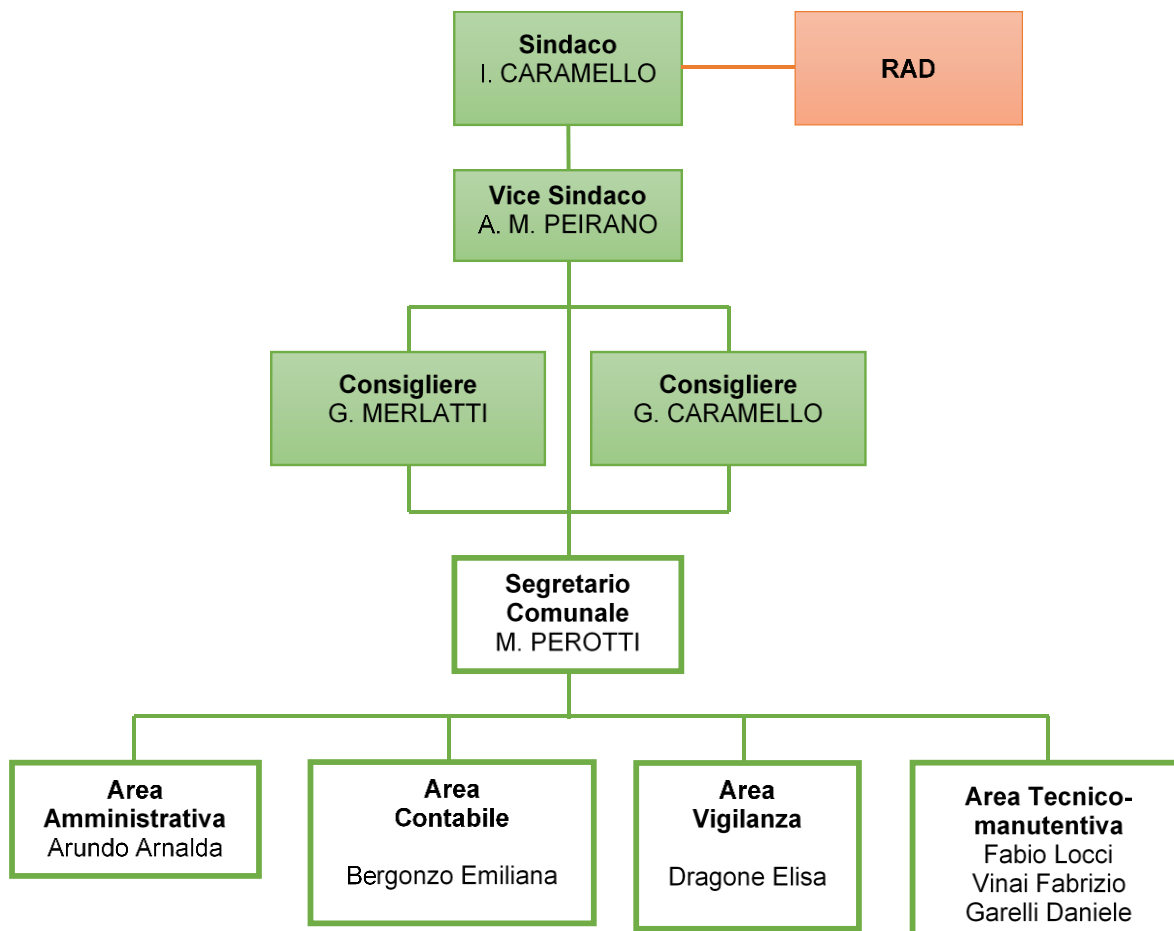 Sindaco
I. CARAMELLO
RAD
Vice Sindaco
A. M. PEIRANO
Consigliere
G. MERLATTI
Consigliere
G. CARAMELLO
Segretario
Comunale
M. PEROTTI
Area
Amministrativa
Arundo Arnalda
Area
Contabile
Bergonzo Emiliana
Area
Vigilanza
Dragone Elisa
Area Tecnico-
manutentiva
Fabio Locci
Vinai Fabrizio
Garelli Daniele